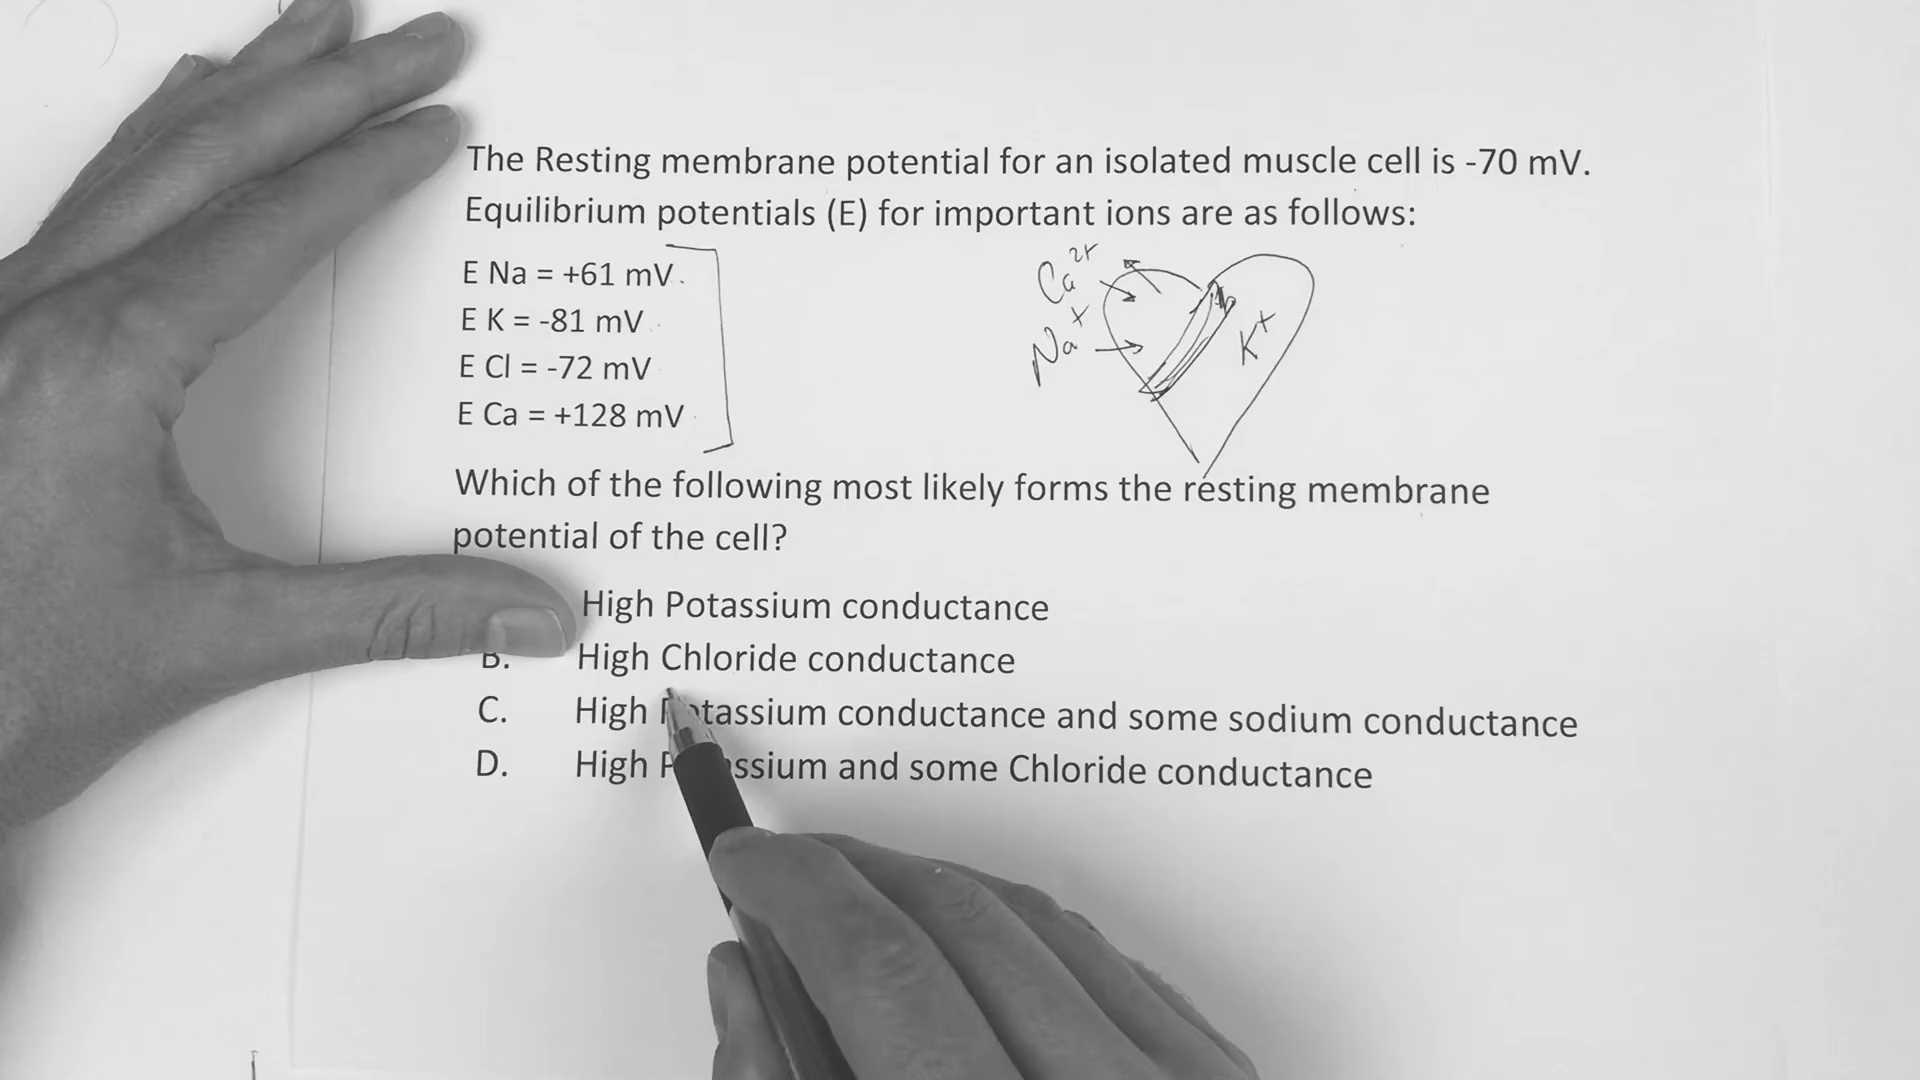 The Resting membrane potential for an isolated muscle cell is -70 mV.
Equilibrium potentials (E) for important ions are as follows:
E Na = +61 mV
E K = -81 mV
E Cl = -72 mV
E Ca = +128 mV
Ca2+
Na+
K+
Which of the following most likely forms the resting membrane
potential of the cell?
High Potassium conductance
B. High Chloride conductance
C. High Potassium conductance and some sodium conductance
D. High Potassium and some Chloride conductance